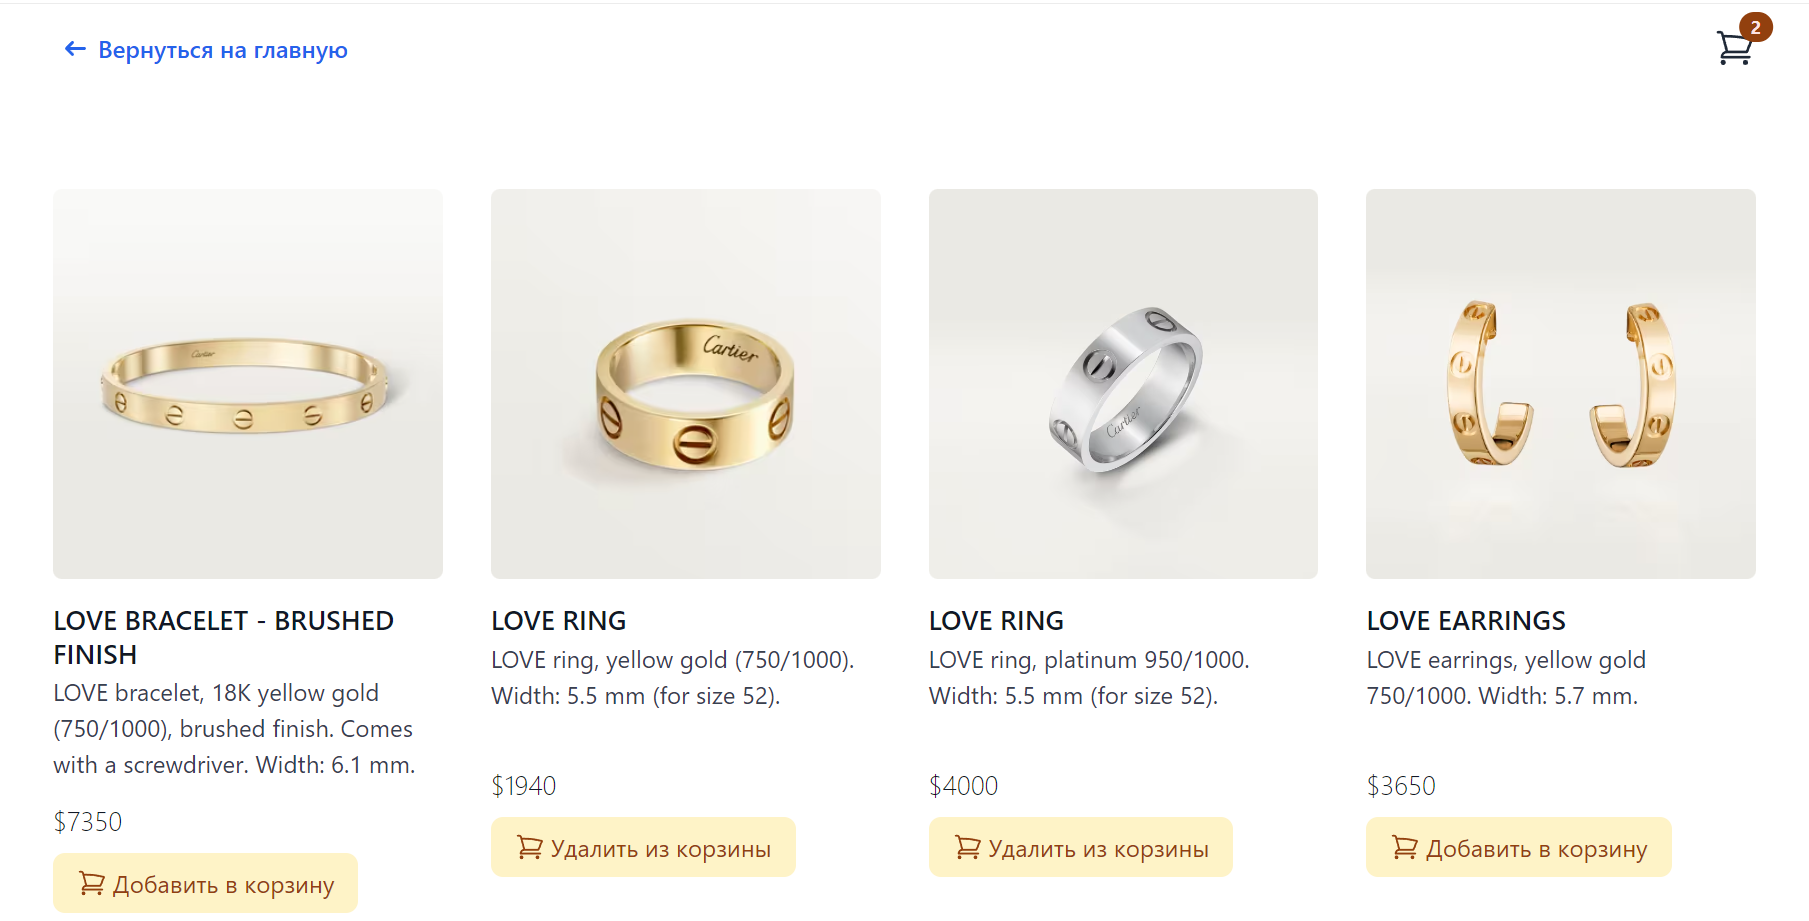 Вернуться на главную
2
Cartier
Cartier
Cartier
LOVE BRACELET - BRUSHED
FINISH
LOVE bracelet, 18K yellow gold
(750/1000), brushed finish. Comes
with a screwdriver. Width: 6.1 mm.
$7350
Добавить в корзину
LOVE RING
LOVE ring, yellow gold (750/1000).
Width: 5.5 mm (for size 52).
$1940
Удалить из корзины
LOVE RING
LOVE ring, platinum 950/1000.
Width: 5.5 mm (for size 52).
$4000
Удалить из корзины
LOVE EARRINGS
LOVE earrings, yellow gold
750/1000. Width: 5.7 mm.
$3650
Добавить в корзину